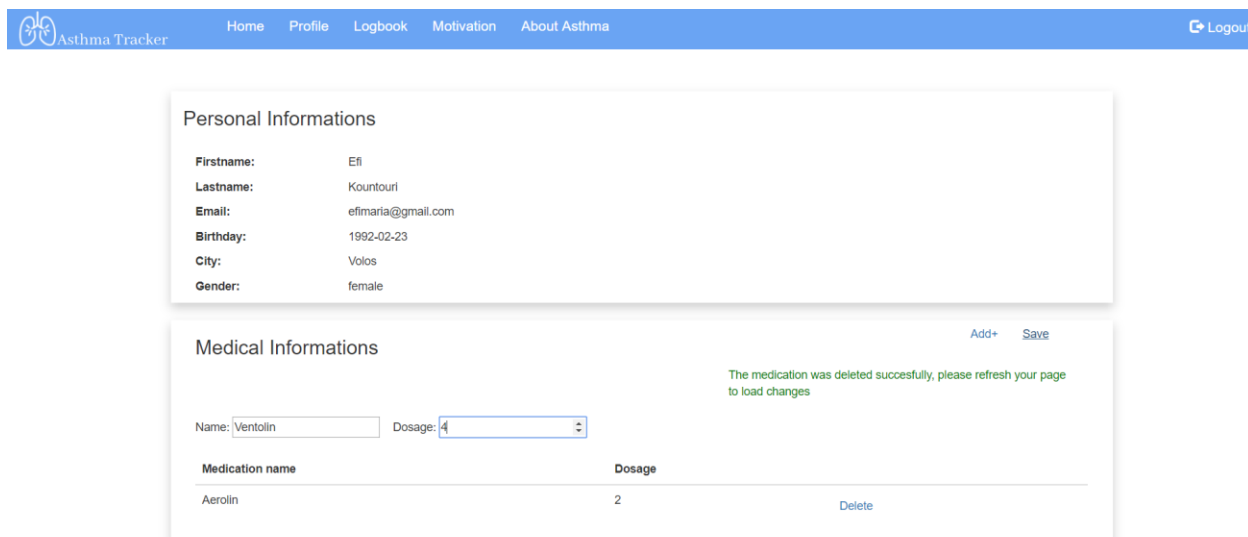 Asthma Tracker Home Profile Logbook Motivation About Asthma Logout
Personal Informations
Firstname: Efi
Lastname: Kountouri
Email: efimaria@gmail.com
Birthday: 1992-02-23
City: Volos
Gender: female
Add+ Save
Medical Informations
The medication was deleted succesfully, please refresh your page
to load changes
Name: Ventolin Dosage: 4
Medication name Dosage
Aerolin 2 Delete